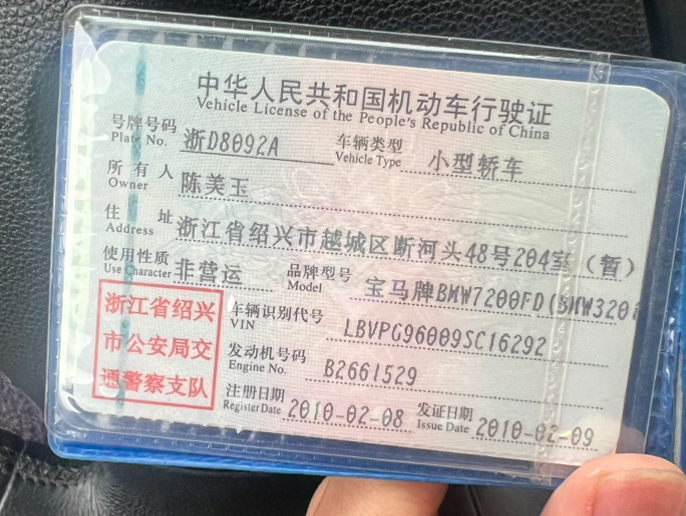 中华人民共和国机动车行驶证
Vehicle License of the People's Republic of China
号牌号码 浙D8092A 车辆类型 小型轿车
Plate No. Vehicle Type
所有人 陈美玉
Owner
住址 浙江省绍兴市越城区断河头48号204室（暂）
Address
使用性质 非营运 品牌型号 宝马牌BMW7200FD(BMW320i
Use Character Model
浙江省绍兴
市公安局交
通警察支队
车辆识别代号 LBVPG96009SC16292
VIN
发动机号码 B2661529
Engine No.
注册日期 2010-02-08 发证日期 2010-02-09
Register Date Issue Date